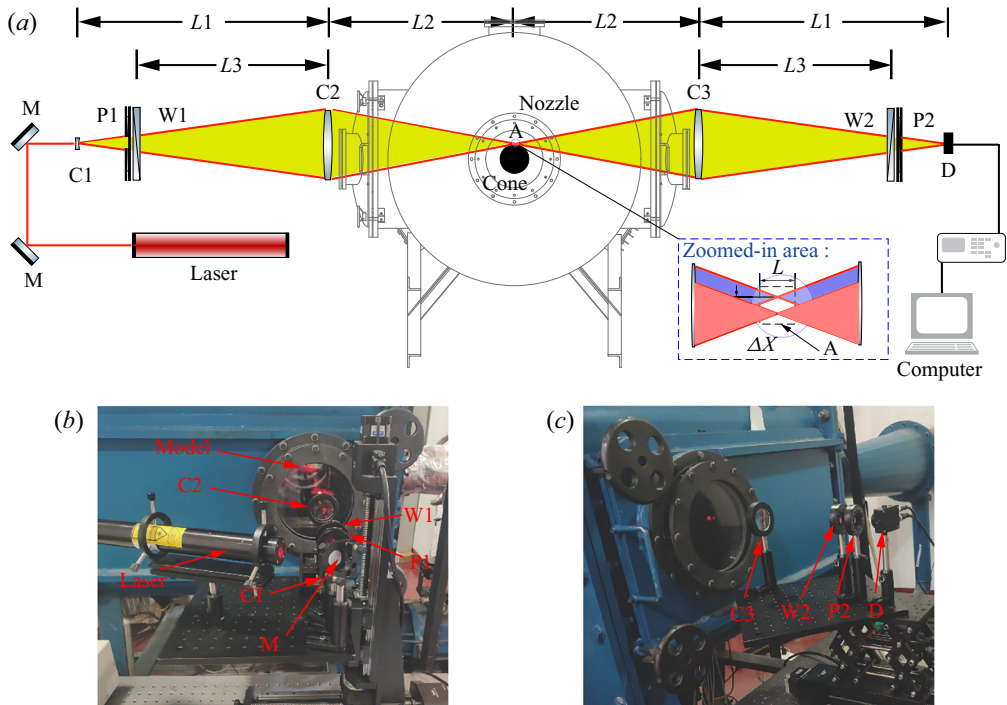 (a)
L1
L2
L2
L1
L3
L3
C2
C3
M
P1
W1
Nozzle
W2
P2
A
C1
Cone
D
Laser
M
Zoomed-in area :
L
ΔX
A
Computer
(b)
(c)
Model
C2
W1
P1
Laser
C1
M
C3
W2
P2
D